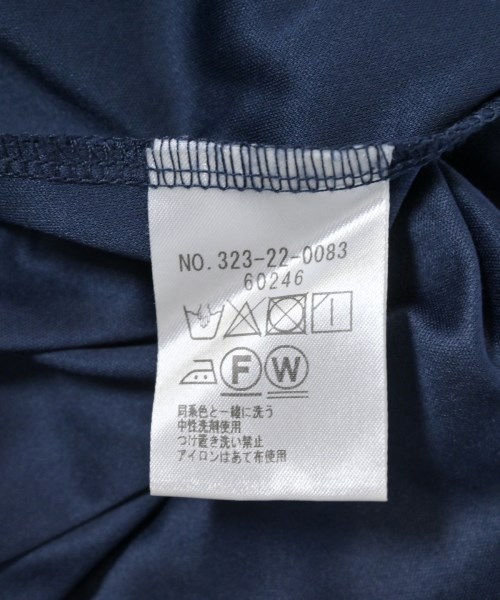 NO. 323-22-0083
60246
F W
同系色と一緒に洗う
中性洗剤使用
つけ置き洗い禁止
アイロンはあて布使用